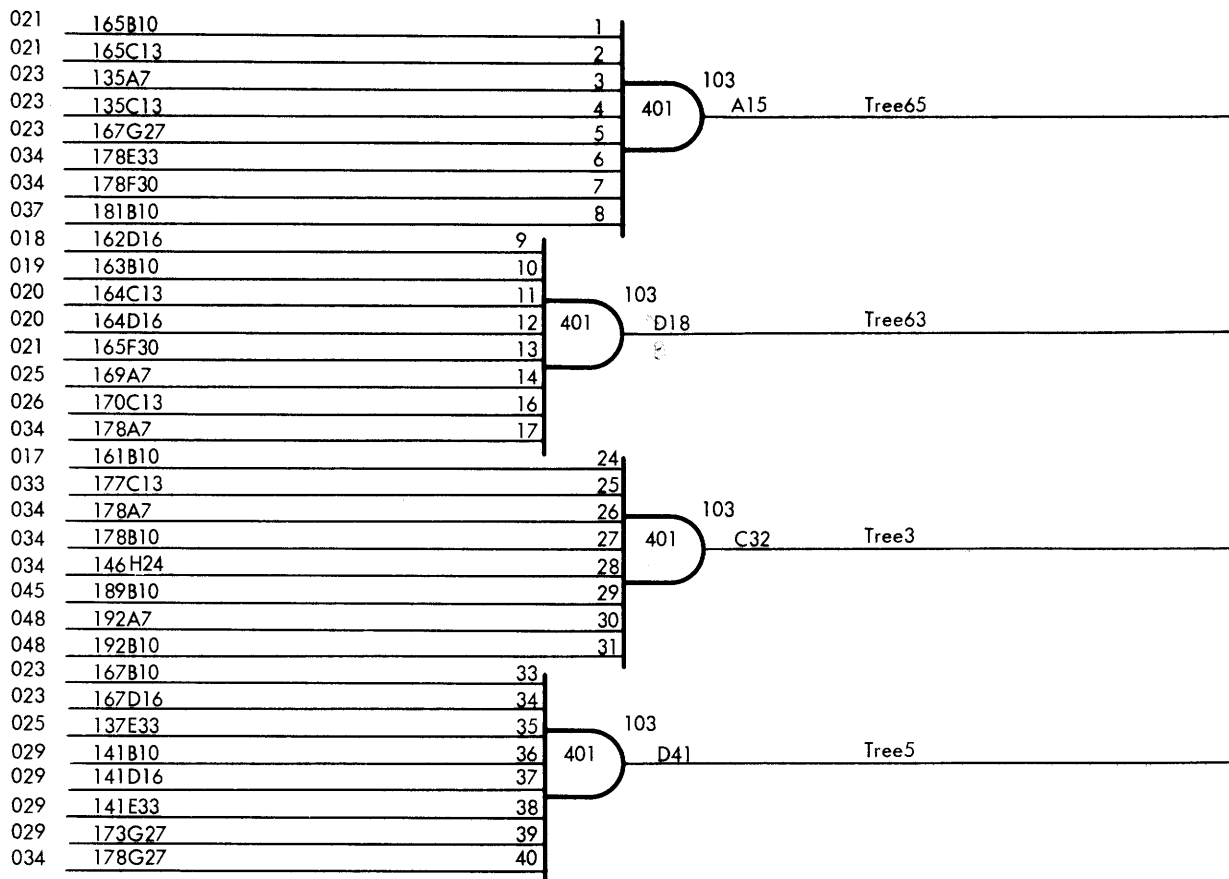 021 165B10 1
021 165C13 2
023 135A7 3
103
023 135C13 4 401 A15 Tree65
023 167G27 5
034 178E33 6
034 178F30 7
037 181B10 8
018 162D16 9
019 163B10 10
020 164C13 11
103
020 164D16 12 401 D18 Tree63
021 165F30 13
025 169A7 14
026 170C13 16
034 178A7 17
017 161B10 24
033 177C13 25
034 178A7 26
103
034 178B10 27 401 C32 Tree3
034 146H24 28
045 189B10 29
048 192A7 30
048 192B10 31
023 167B10 33
023 167D16 34
025 137E33 35
103
029 141B10 36 401 D41 Tree5
029 141D16 37
029 141E33 38
029 173G27 39
034 178G27 40